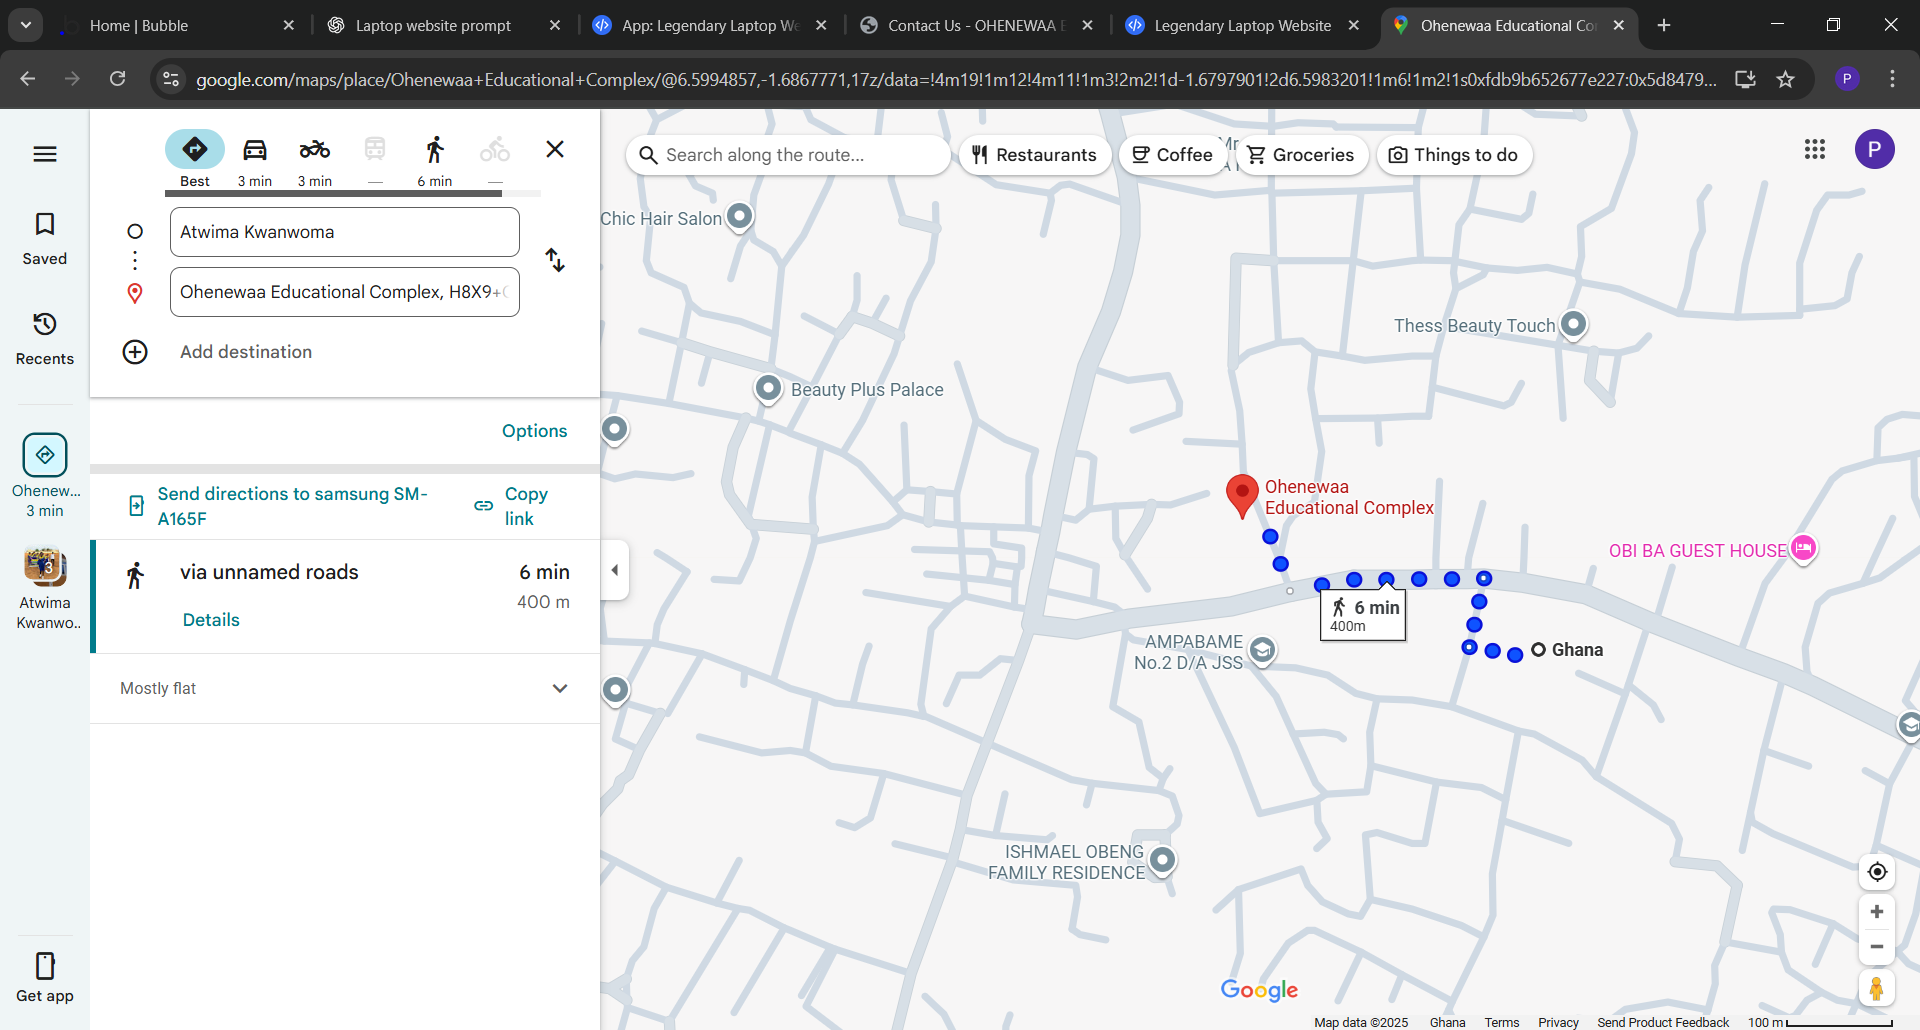 Home | Bubble
Laptop website prompt
App: Legendary Laptop We
Contact Us - OHENEWAA E
Legendary Laptop Website
Ohenewaa Educational Co
google.com/maps/place/Ohenewaa+Educational+Complex/@6.5994857,-1.6867771,17z/data=!4m19!1m12!4m11!1m3!2m2!1d-1.6797901!2d6.5983201!1m6!1m2!1s0xfdb9b652677e227:0x5d8479...
P
Best
3 min
3 min
—
6 min
—
Atwima Kwanwoma
Ohenewaa Educational Complex, H8X9+
Add destination
Options
Send directions to samsung SM-
A165F
Copy
link
via unnamed roads
6 min
400 m
Details
Mostly flat
Saved
Recents
Ohenew...
3 min
3
Atwima
Kwanwo..
Get app
Search along the route...
Restaurants
Coffee
Groceries
Things to do
P
Mr
Chic Hair Salon
Thess Beauty Touch
Beauty Plus Palace
Ohenewaa
Educational Complex
OBI BA GUEST HOUSE
6 min
400m
AMPABAME
No.2 D/A JSS
Ghana
ISHMAEL OBENG
FAMILY RESIDENCE
Google
Map data ©2025
Ghana
Terms
Privacy
Send Product Feedback
100 m